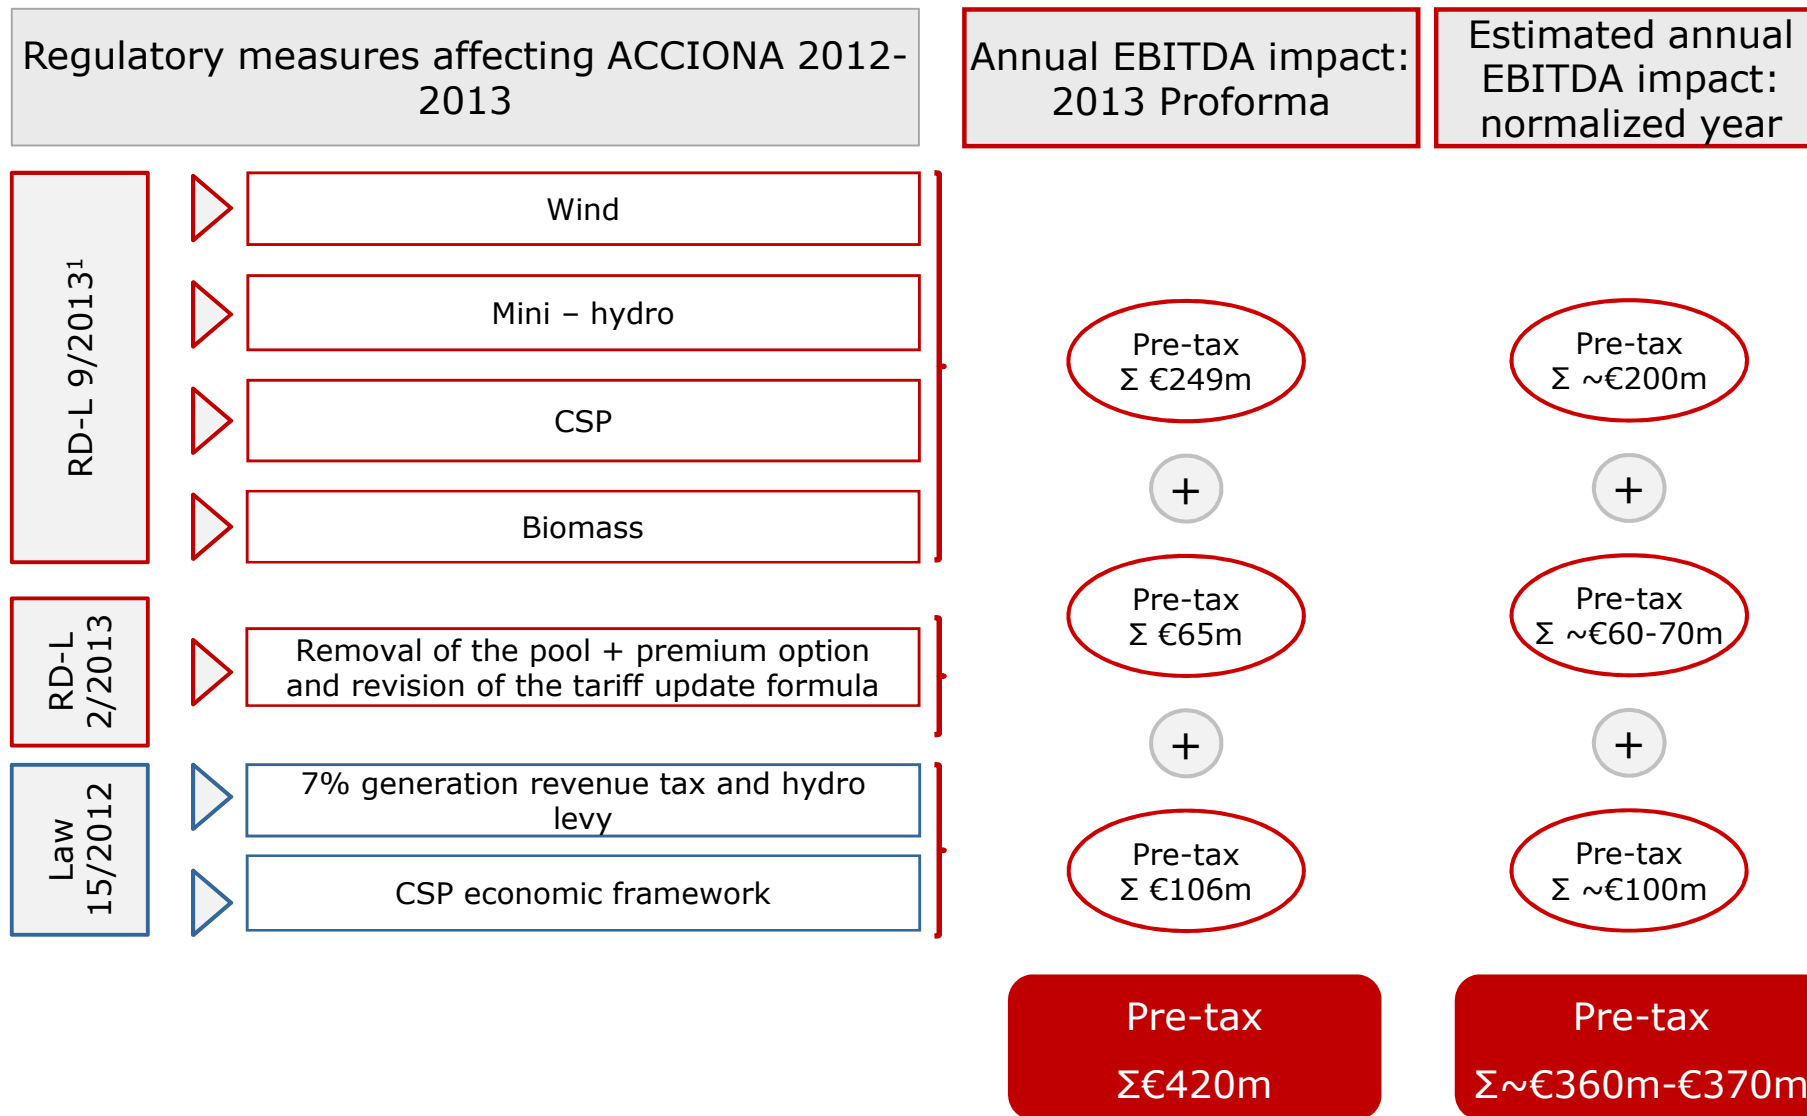 Regulatory measures affecting ACCIONA 2012-
2013
Annual EBITDA impact:
2013 Proforma
Estimated annual
EBITDA impact:
normalized year
RD-L 9/2013¹
Wind
Mini – hydro
CSP
Biomass
Pre-tax
Σ €249m
Pre-tax
Σ ~€200m
+
+
RD-L
2/2013
Removal of the pool + premium option
and revision of the tariff update formula
Pre-tax
Σ €65m
Pre-tax
Σ ~€60-70m
+
+
Law
15/2012
7% generation revenue tax and hydro
levy
CSP economic framework
Pre-tax
Σ €106m
Pre-tax
Σ ~€100m
Pre-tax
Σ€420m
Pre-tax
Σ~€360m-€370m